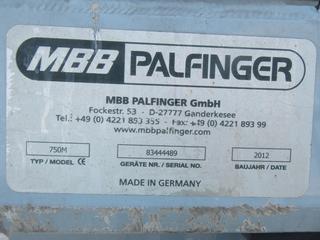 MBB PALFINGER
MBB PALFINGER GmbH
Fockestr. 53 - D-27777 Ganderkesee
Tel.: +49 (0) 4221 853 355 - Fax: +49 (0) 4221 893 99
www.mbbpalfinger.com
750M 83444489 2012
TYP / MODEL CE GERÄTE NR. / SERIAL NO. BAUJAHR / DATE
MADE IN GERMANY